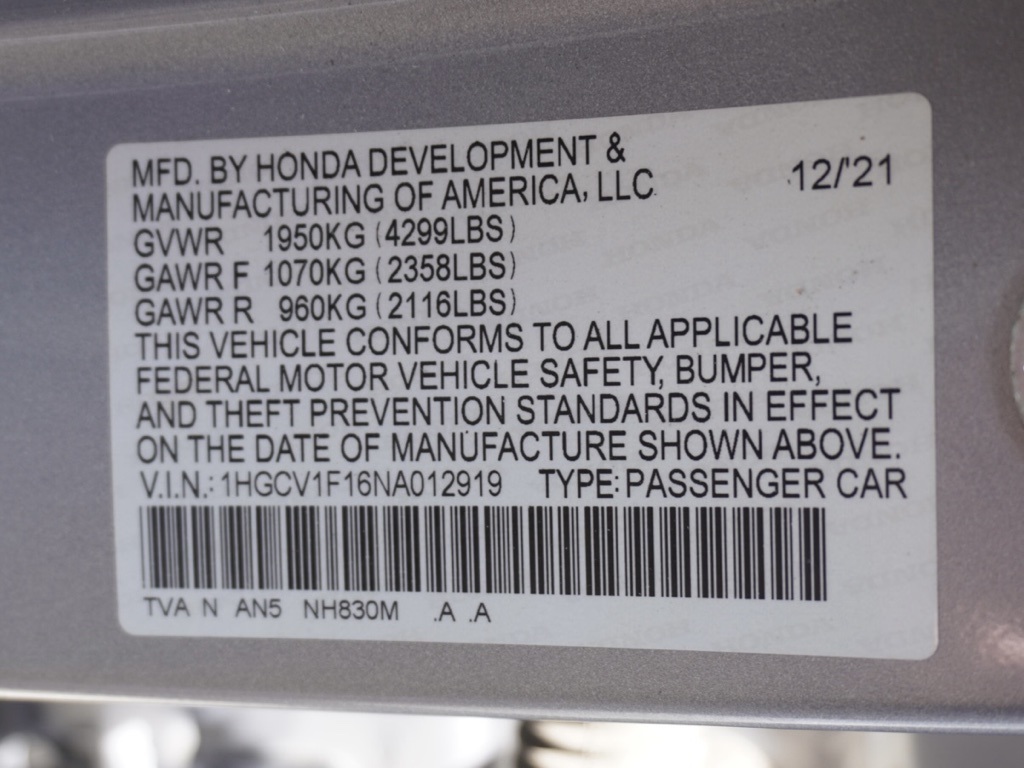 MFD. BY HONDA DEVELOPMENT &
MANUFACTURING OF AMERICA, LLC. 12/'21
GVWR 1950KG (4299LBS)
GAWR F 1070KG (2358LBS)
GAWR R 960KG (2116LBS)
THIS VEHICLE CONFORMS TO ALL APPLICABLE
FEDERAL MOTOR VEHICLE SAFETY, BUMPER,
AND THEFT PREVENTION STANDARDS IN EFFECT
ON THE DATE OF MANUFACTURE SHOWN ABOVE.
V.I.N.: 1HGCV1F16NA012919 TYPE: PASSENGER CAR
TVA N AN5 NH830M .A .A